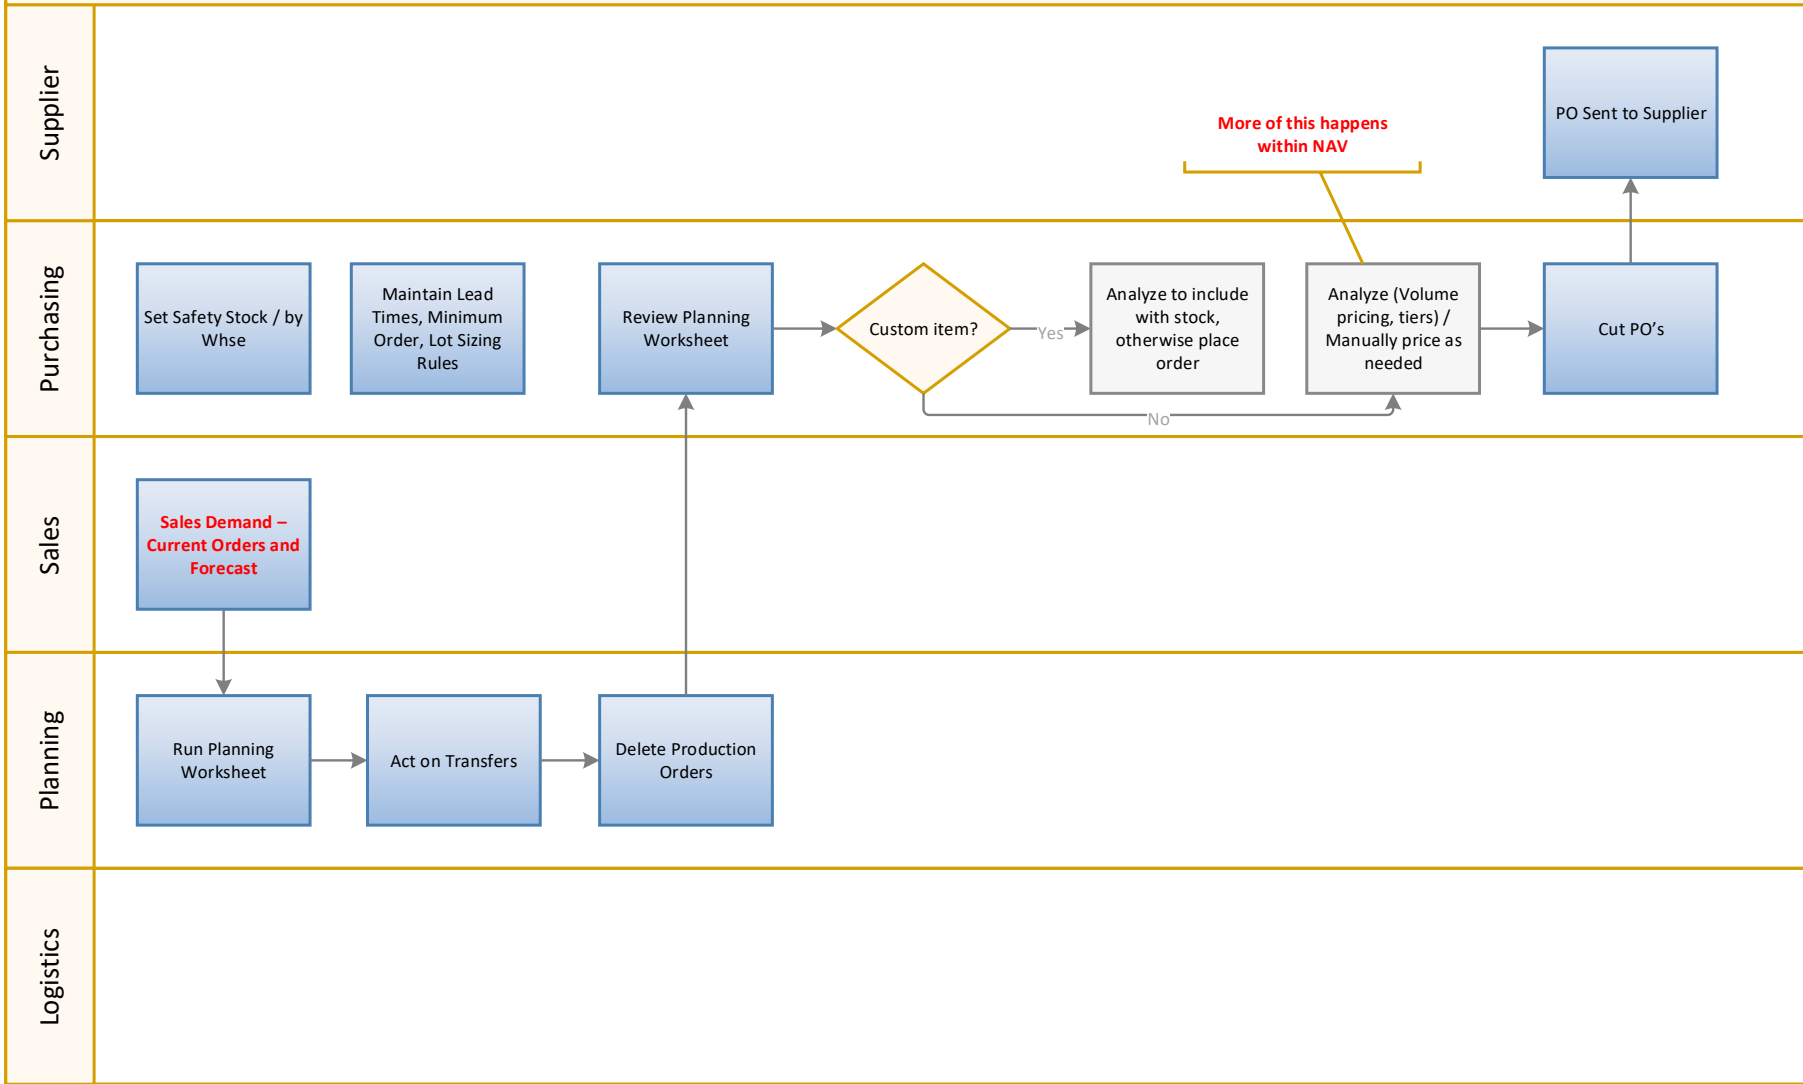 Supplier
More of this happens
within NAV
PO Sent to Supplier
Purchasing
Set Safety Stock / by
Whse
Maintain Lead
Times, Minimum
Order, Lot Sizing
Rules
Review Planning
Worksheet
Custom item?
Yes
No
Analyze to include
with stock,
otherwise place
order
Analyze (Volume
pricing, tiers) /
Manually price as
needed
Cut PO’s
Sales
Sales Demand –
Current Orders and
Forecast
Planning
Run Planning
Worksheet
Act on Transfers
Delete Production
Orders
Logistics